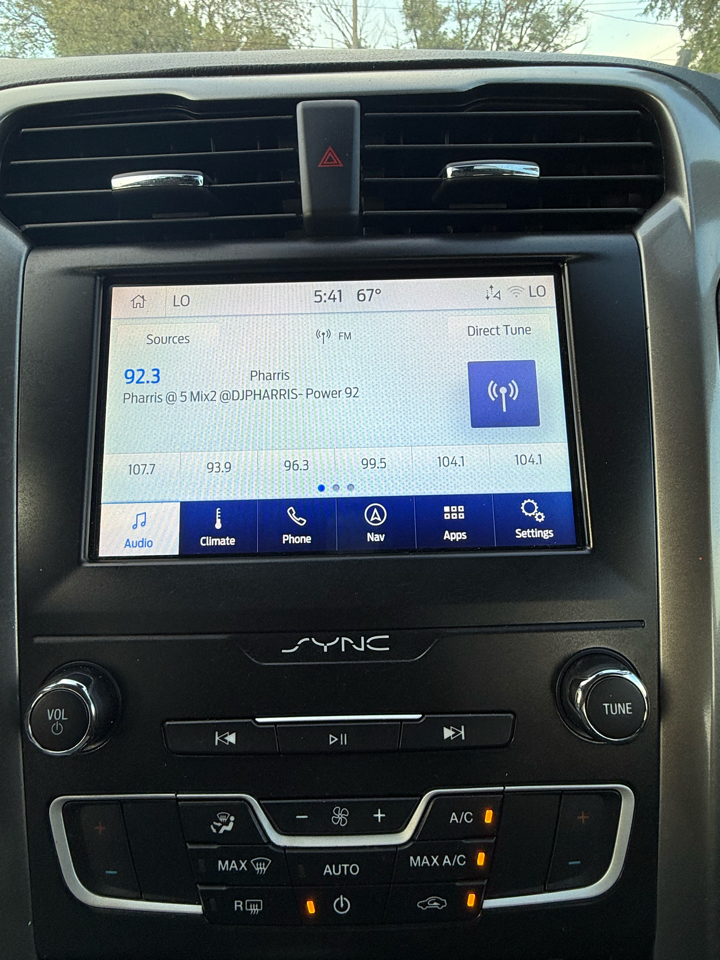 LO 5:41 67° LO
Sources FM Direct Tune
92.3 Pharris
Pharris @ 5 Mix2 @DJPHARRIS- Power 92
107.7 93.9 96.3 99.5 104.1 104.1
Audio Climate Phone Nav Apps Settings
SYNC
VOL TUNE
A/C
MAX AUTO MAX A/C
R